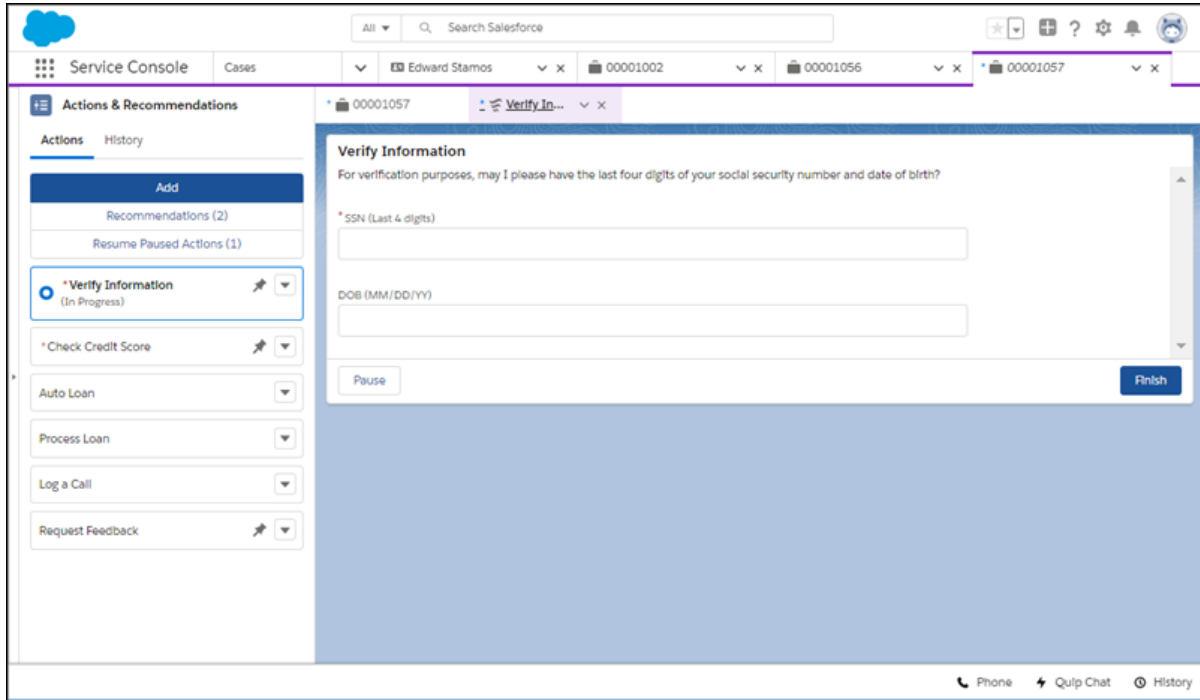 All
Search Salesforce
Service Console
Cases
Edward Stamos
00001002
00001056
* 00001057
Actions & Recommendations
Actions
History
Add
Recommendations (2)
Resume Paused Actions (1)
*Verify Information
(In Progress)
*Check Credit Score
Auto Loan
Process Loan
Log a Call
Request Feedback
* 00001057
* Verify In...
Verify Information
For verification purposes, may I please have the last four digits of your social security number and date of birth?
*SSN (Last 4 digits)
DOB (MM/DD/YY)
Pause
Finish
Phone
Quip Chat
History